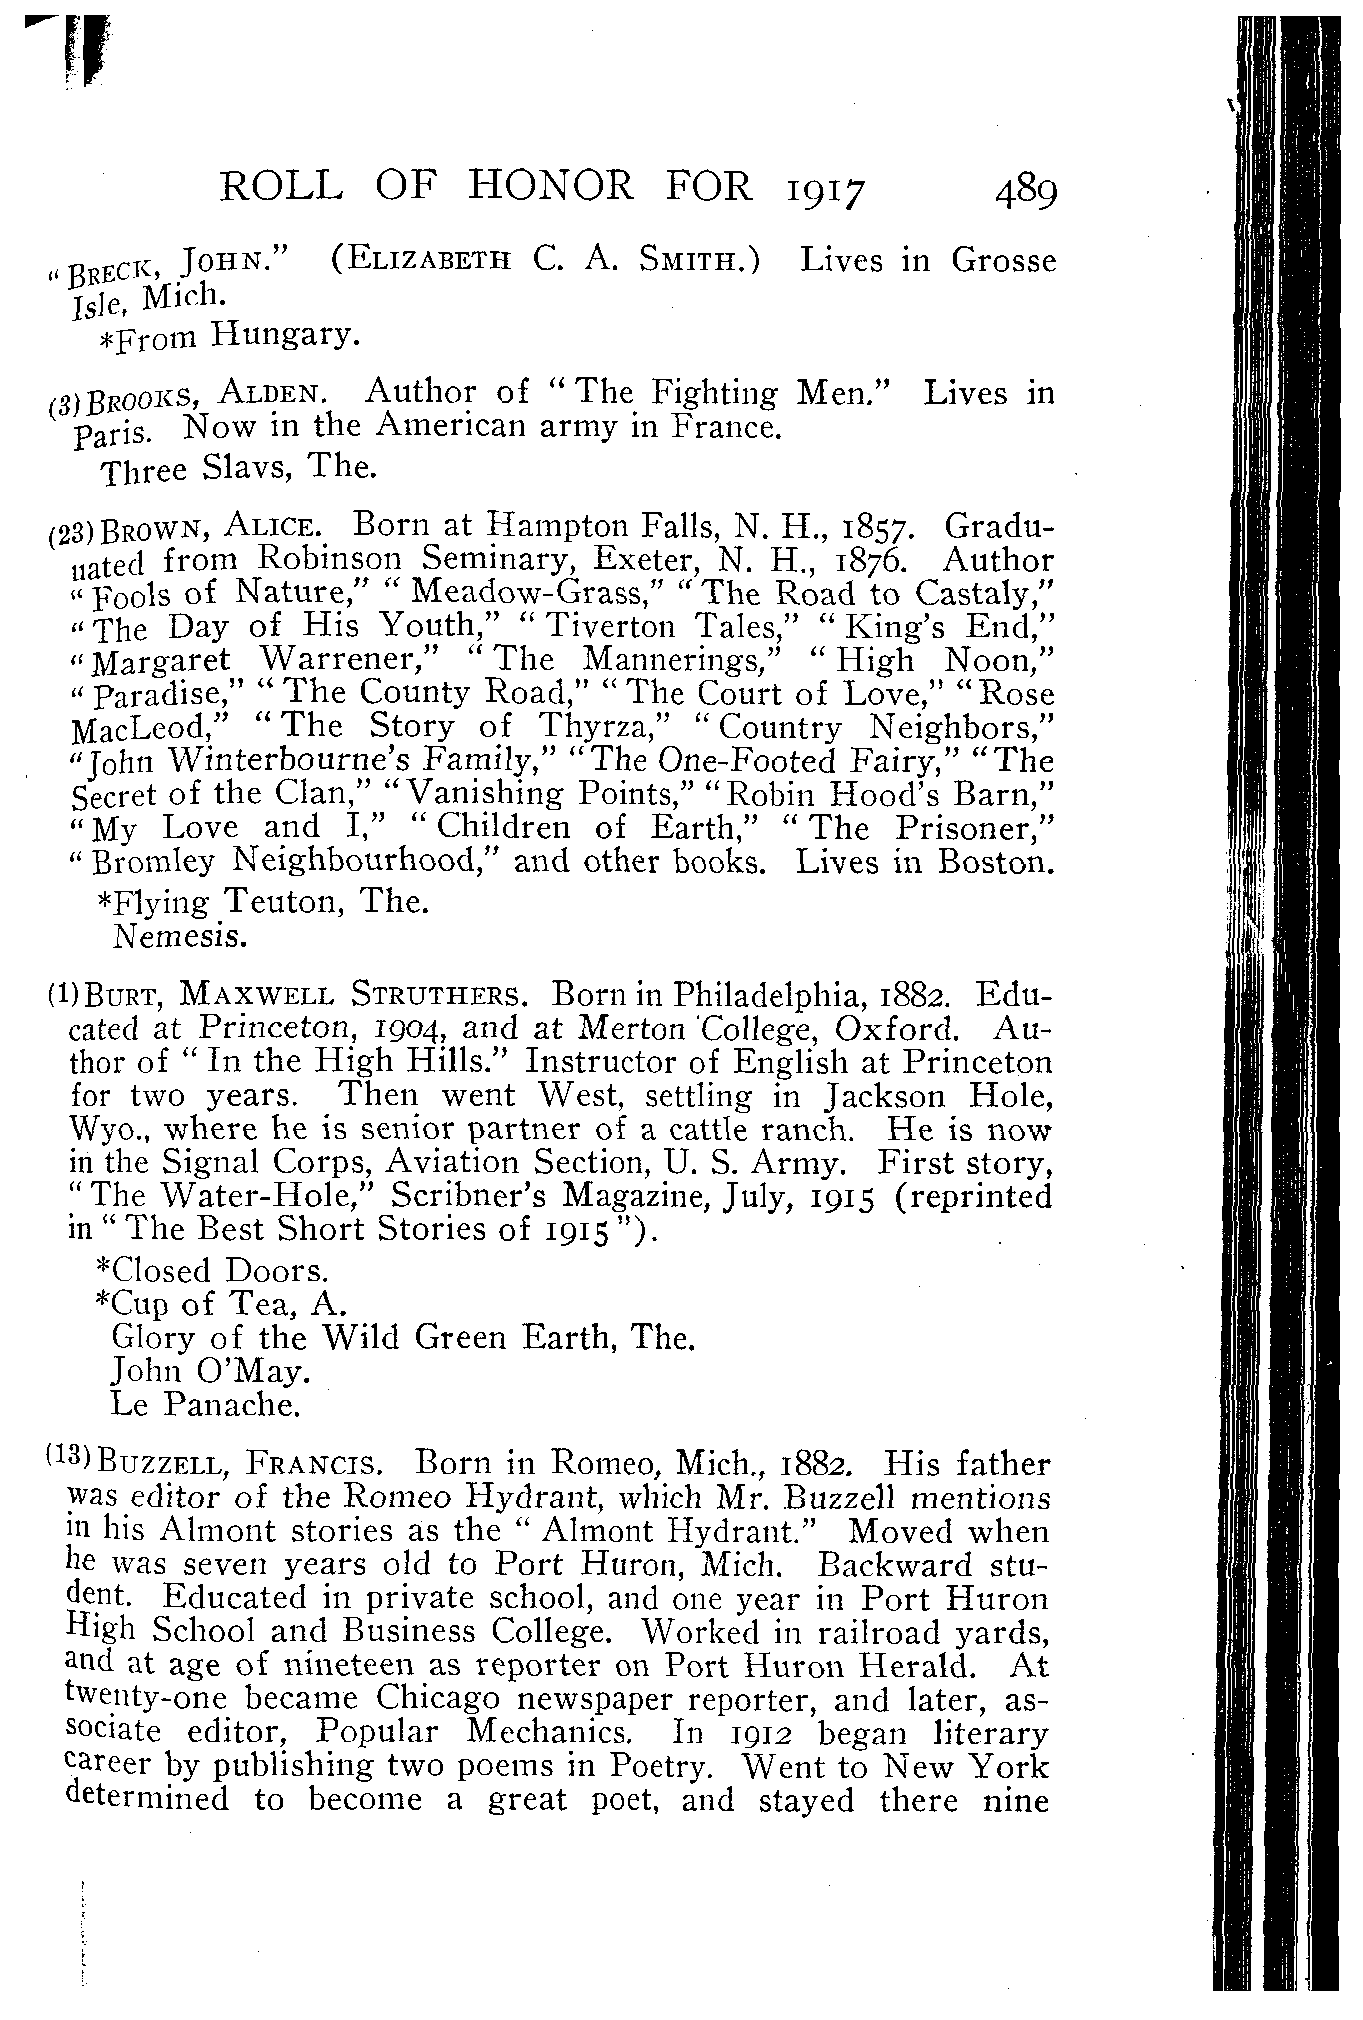 ROLL OF HONOR FOR 1917 489
"BRECK, JOHN." (ELIZABETH C. A. SMITH.) Lives in Grosse
Isle, Mich.
*From Hungary.
(3) BROOKS, ALDEN. Author of "The Fighting Men." Lives in
Paris. Now in the American army in France.
Three Slavs, The.
(23) BROWN, ALICE. Born at Hampton Falls, N. H., 1857. Gradu-
uated from Robinson Seminary, Exeter, N. H., 1876. Author
"Fools of Nature," "Meadow-Grass," "The Road to Castaly,"
"The Day of His Youth," "Tiverton Tales," "King's End,"
"Margaret Warrener," "The Mannerings," "High Noon,"
"Paradise," "The County Road," "The Court of Love," "Rose
MacLeod," "The Story of Thyrza," "Country Neighbors,"
"John Winterbourne's Family," "The One-Footed Fairy," "The
Secret of the Clan," "Vanishing Points," "Robin Hood's Barn,"
"My Love and I," "Children of Earth," "The Prisoner,"
"Bromley Neighbourhood," and other books. Lives in Boston.
*Flying Teuton, The.
Nemesis.
(1) BURT, MAXWELL STRUTHERS. Born in Philadelphia, 1882. Edu-
cated at Princeton, 1904, and at Merton College, Oxford. Au-
thor of "In the High Hills." Instructor of English at Princeton
for two years. Then went West, settling in Jackson Hole,
Wyo., where he is senior partner of a cattle ranch. He is now
in the Signal Corps, Aviation Section, U. S. Army. First story,
"The Water-Hole," Scribner's Magazine, July, 1915 (reprinted
in "The Best Short Stories of 1915").
*Closed Doors.
*Cup of Tea, A.
Glory of the Wild Green Earth, The.
John O'May.
Le Panache.
(13) BUZZELL, FRANCIS. Born in Romeo, Mich., 1882. His father
was editor of the Romeo Hydrant, which Mr. Buzzell mentions
in his Almont stories as the "Almont Hydrant." Moved when
he was seven years old to Port Huron, Mich. Backward stu-
dent. Educated in private school, and one year in Port Huron
High School and Business College. Worked in railroad yards,
and at age of nineteen as reporter on Port Huron Herald. At
twenty-one became Chicago newspaper reporter, and later, as-
sociate editor, Popular Mechanics. In 1912 began literary
career by publishing two poems in Poetry. Went to New York
determined to become a great poet, and stayed there nine